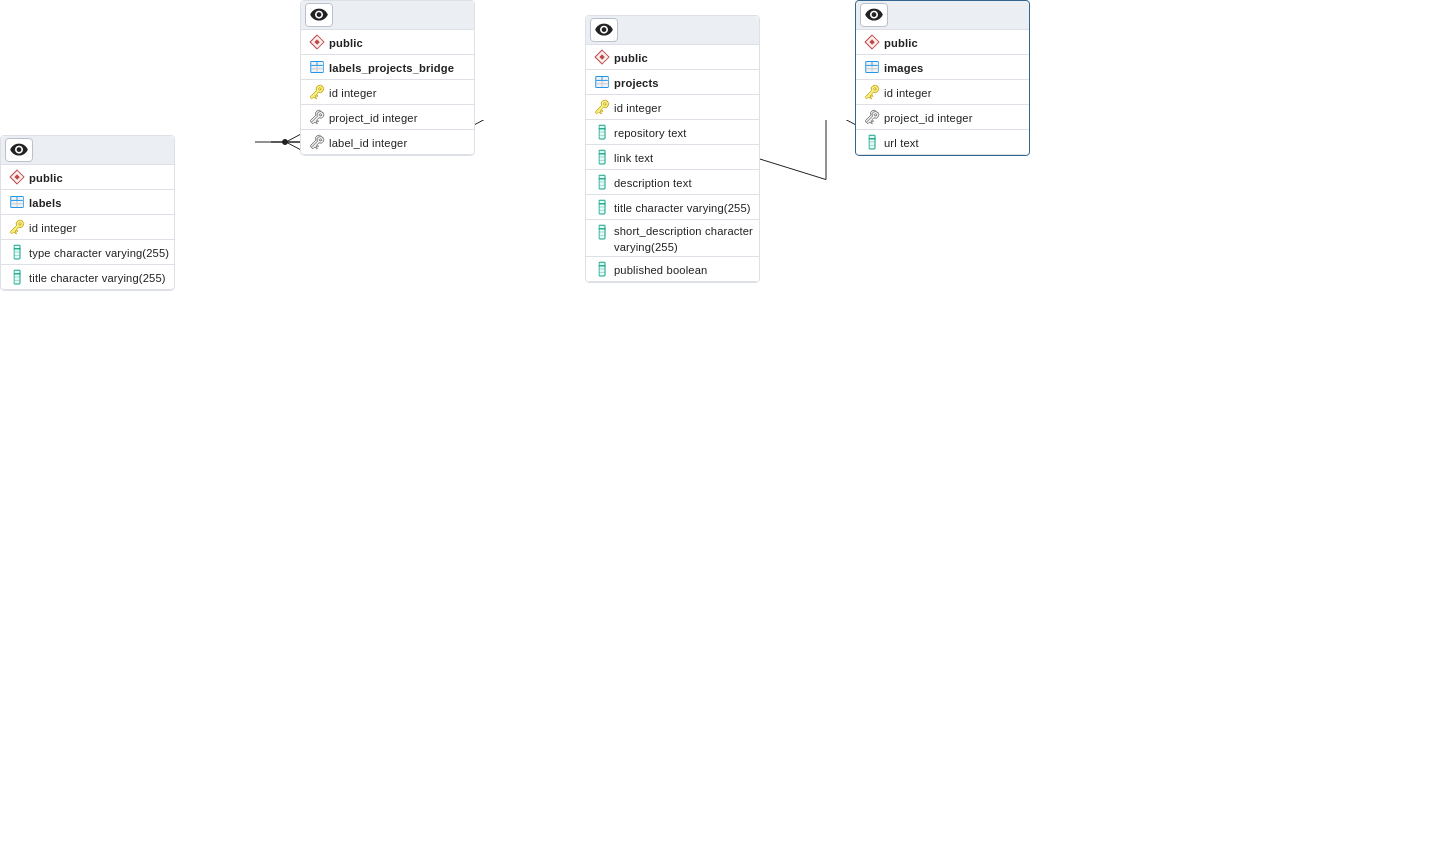 public
labels
id integer
type character varying(255)
title character varying(255)
public
labels_projects_bridge
id integer
project_id integer
label_id integer
public
projects
id integer
repository text
link text
description text
title character varying(255)
short_description character
varying(255)
published boolean
public
images
id integer
project_id integer
url text